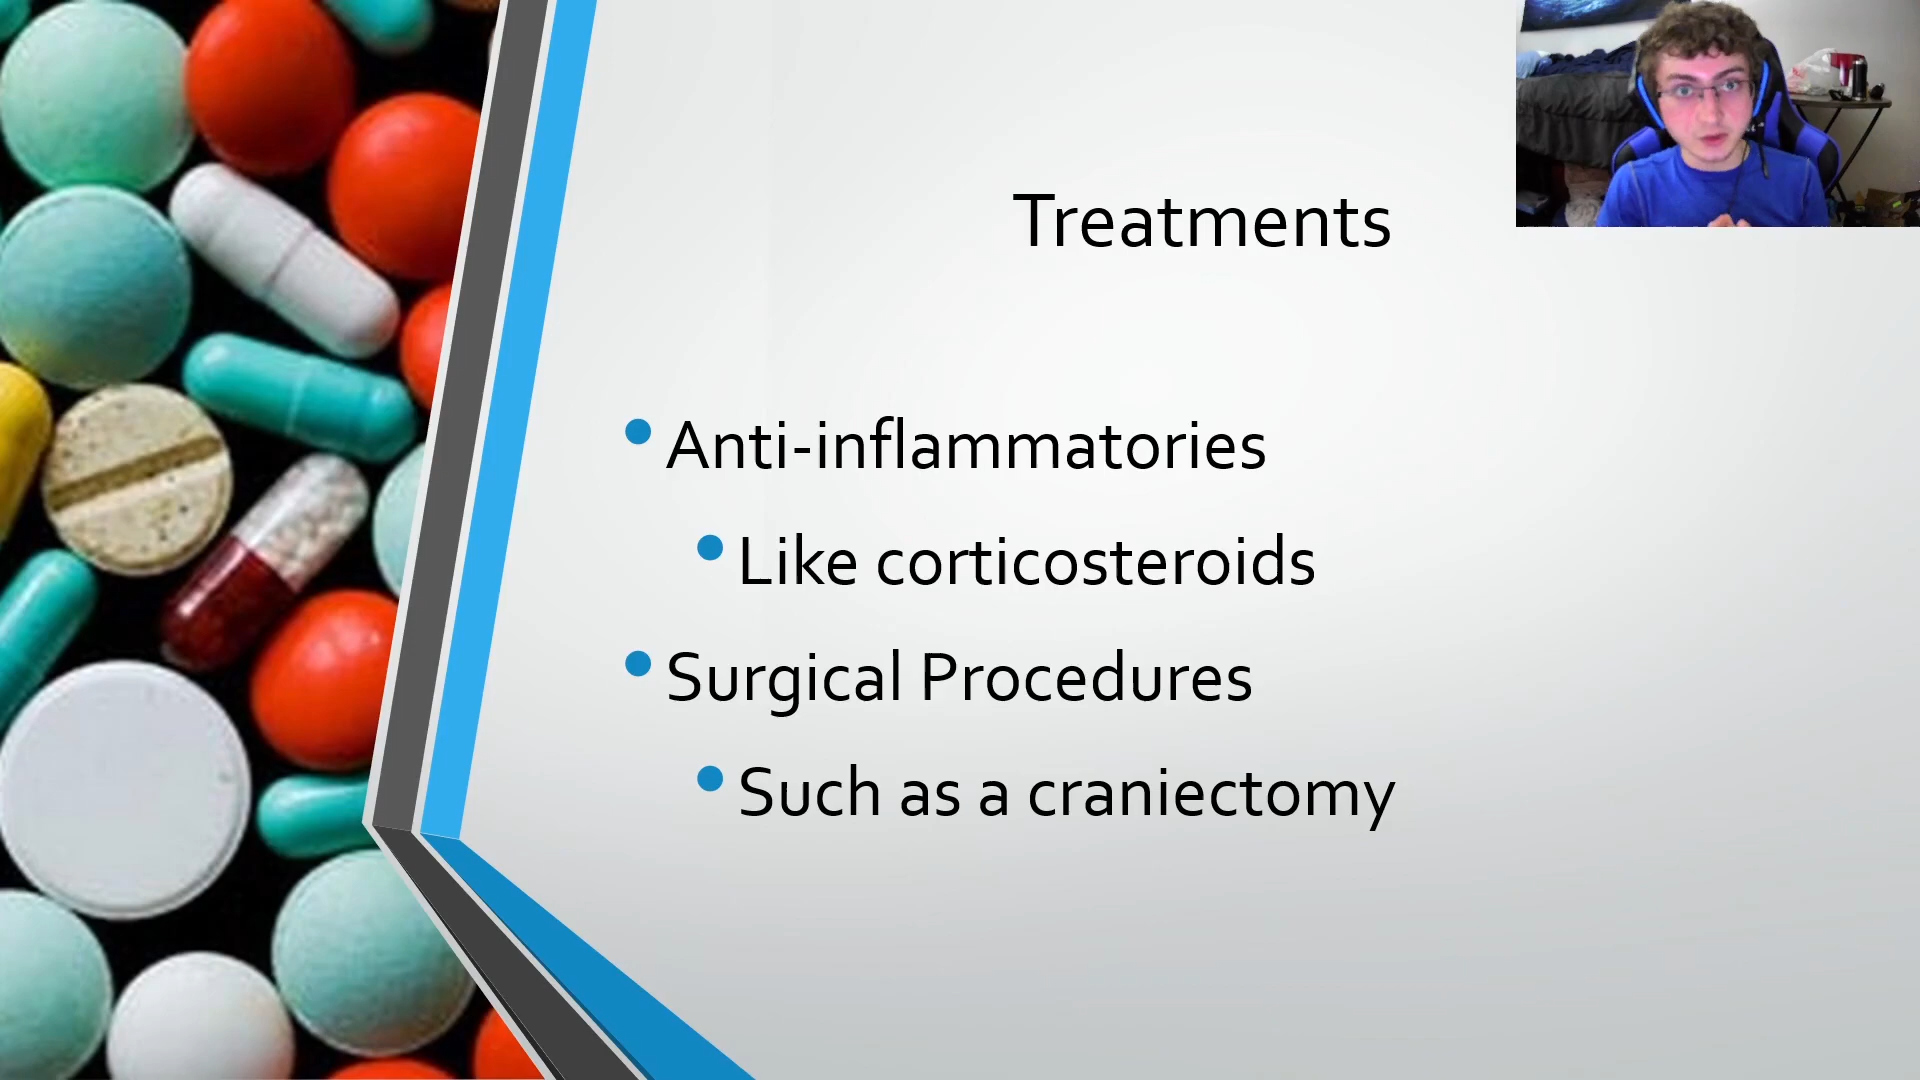 Treatments
Anti-inflammatories
Like corticosteroids
Surgical Procedures
Such as a craniectomy